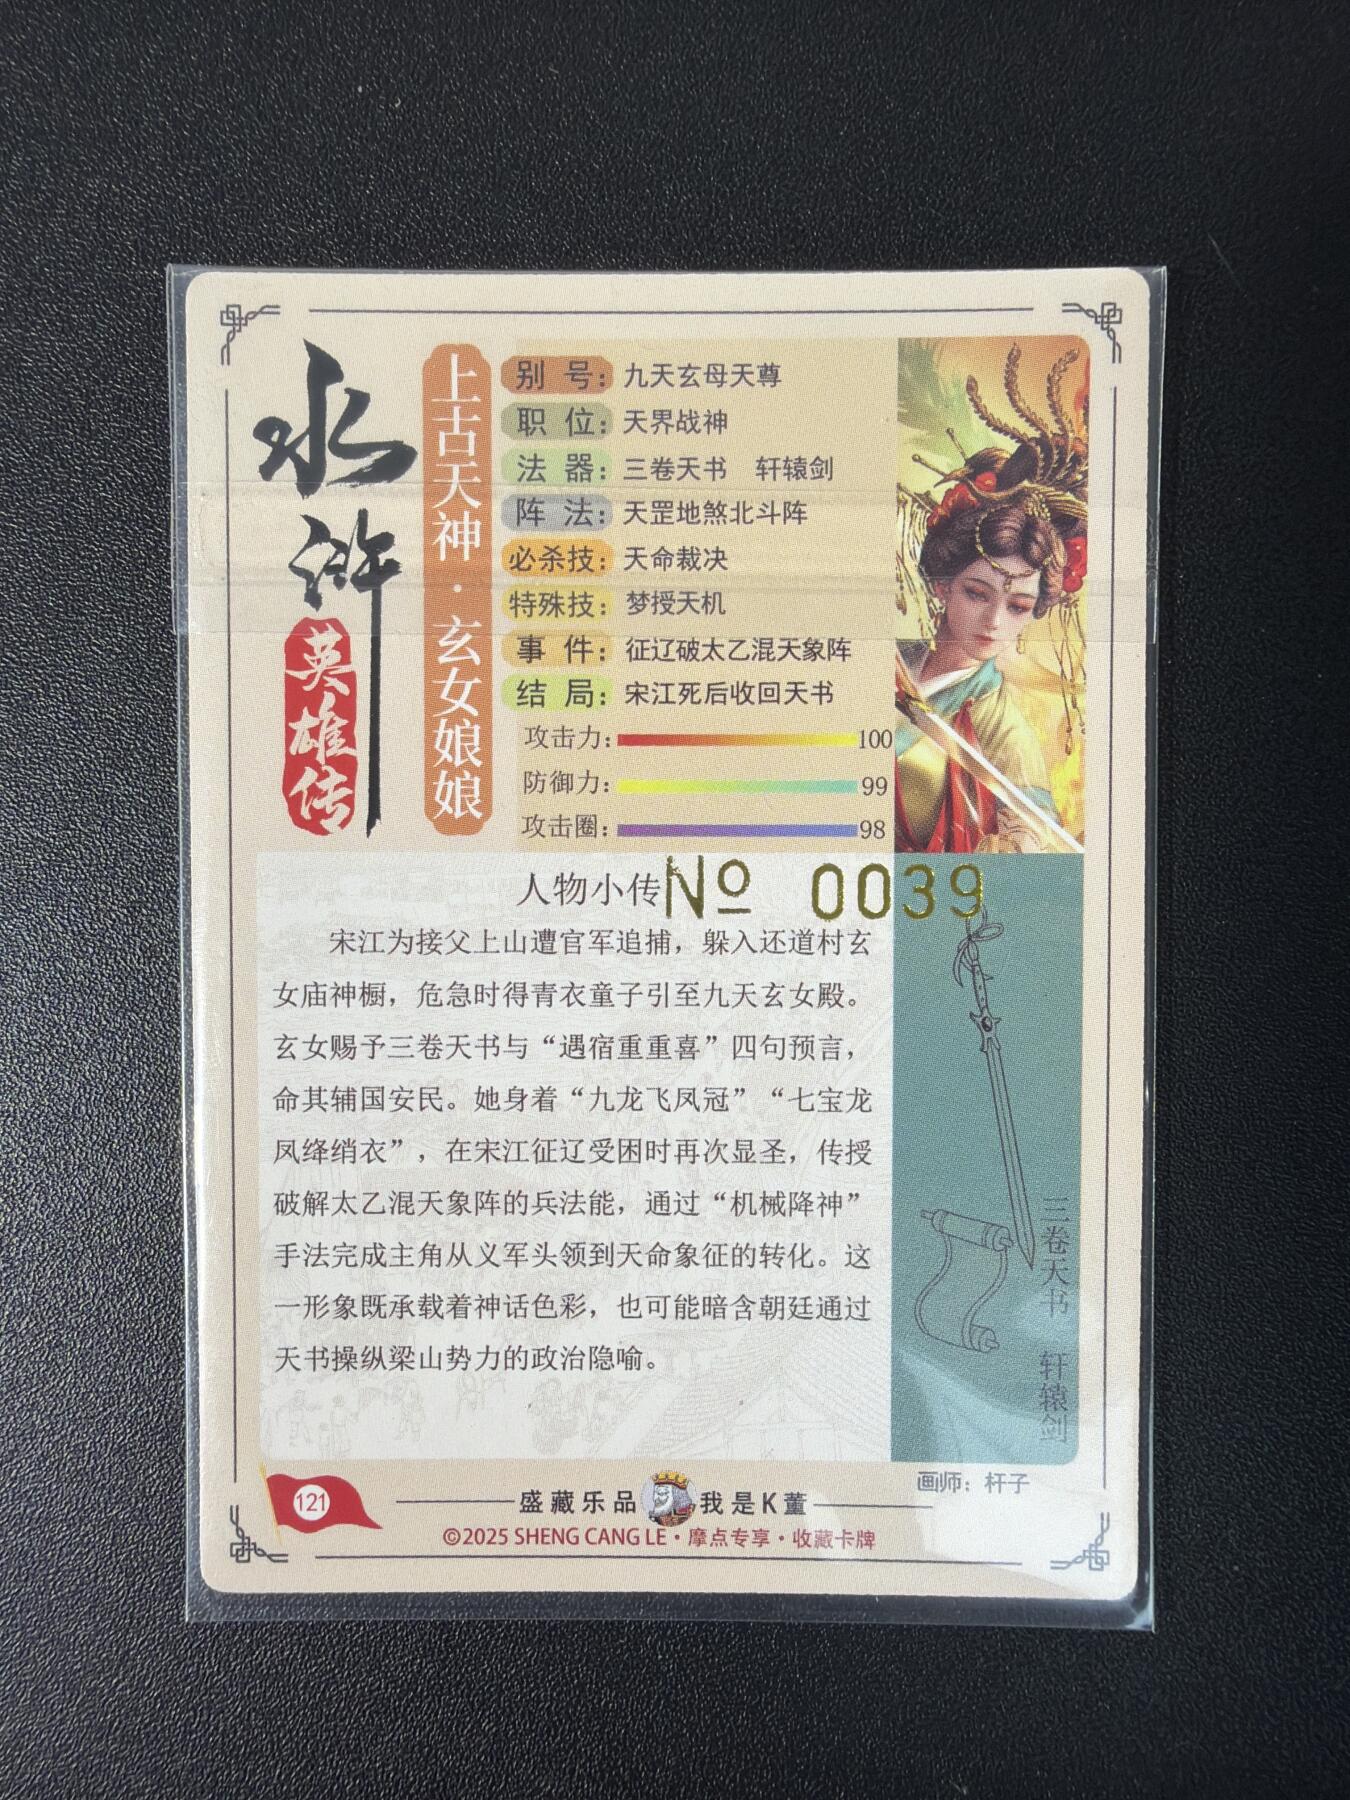 水浒
英雄传
上古天神·玄女娘娘
别号：九天玄母天尊
职位：天界战神
法器：三卷天书 轩辕剑
阵法：天罡地煞北斗阵
必杀技：天命裁决
特殊技：梦授天机
事件：征辽破太乙混天象阵
结局：宋江死后收回天书
攻击力：100
防御力：99
攻击圈：98
人物小传
№ 0039
宋江为接父上山遭官军追捕，躲入还道村玄
女庙神橱，危急时得青衣童子引至九天玄女殿。
玄女赐予三卷天书与“遇宿重重喜”四句预言，
命其辅国安民。她身着“九龙飞凤冠”“七宝龙
凤绛绡衣”，在宋江征辽受困时再次显圣，传授
破解太乙混天象阵的兵法能，通过“机械降神”
手法完成主角从义军头领到天命象征的转化。这
一形象既承载着神话色彩，也可能暗含朝廷通过
天书操纵梁山势力的政治隐喻。
三卷天书 轩辕剑
画师：杆子
121
盛藏乐品 我是K董
©2025 SHENG CANG LE·摩点专享·收藏卡牌